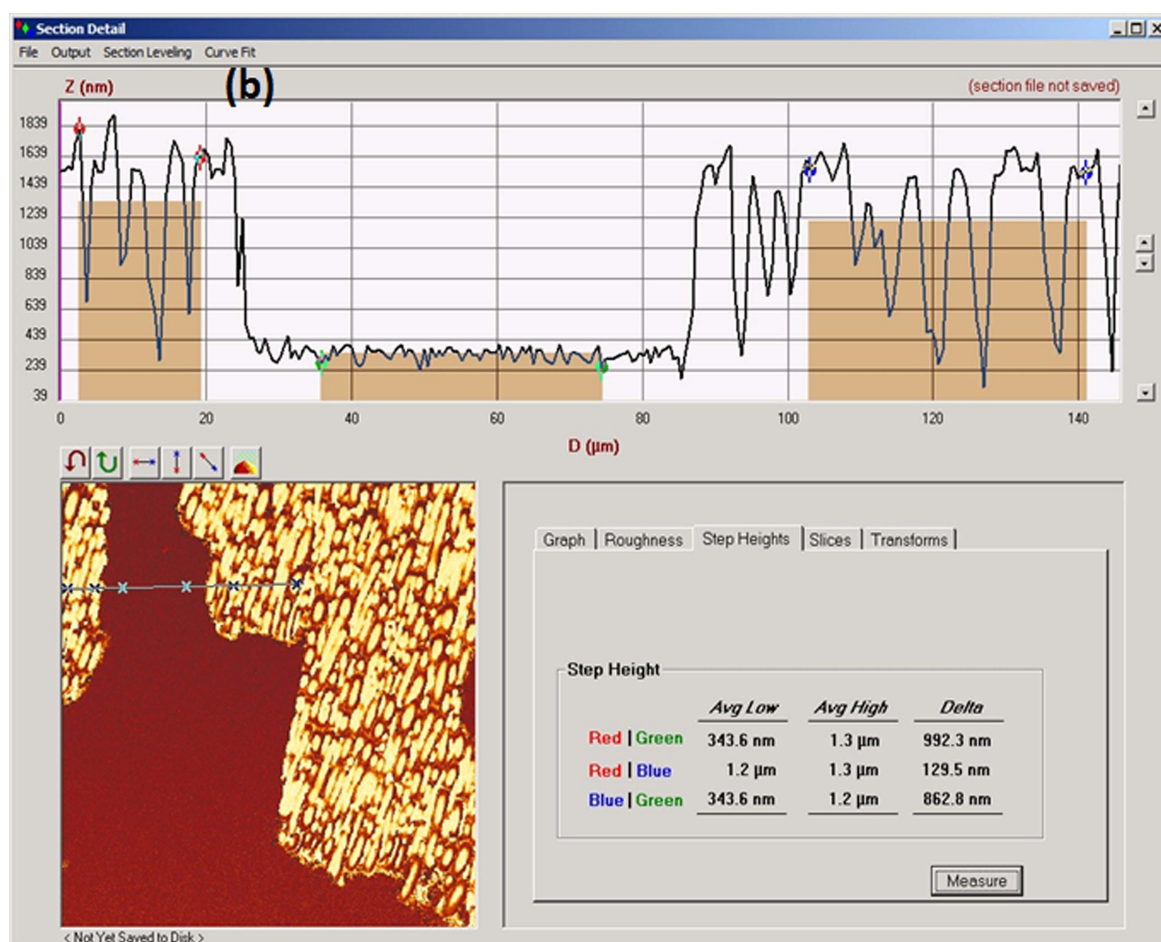 Section Detail
File Output Section Leveling Curve Fit
(b)
Z (nm)
(section file not saved)
1839
1639
1439
1239
1039
839
639
439
239
39
0 20 40 60 80 100 120 140
D (µm)
Graph Roughness Step Heights Slices Transforms
Step Height
Avg Low Avg High Delta
Red | Green 343.6 nm 1.3 µm 992.3 nm
Red | Blue 1.2 µm 1.3 µm 129.5 nm
Blue | Green 343.6 nm 1.2 µm 862.8 nm
Measure
< Not Yet Saved to Disk >